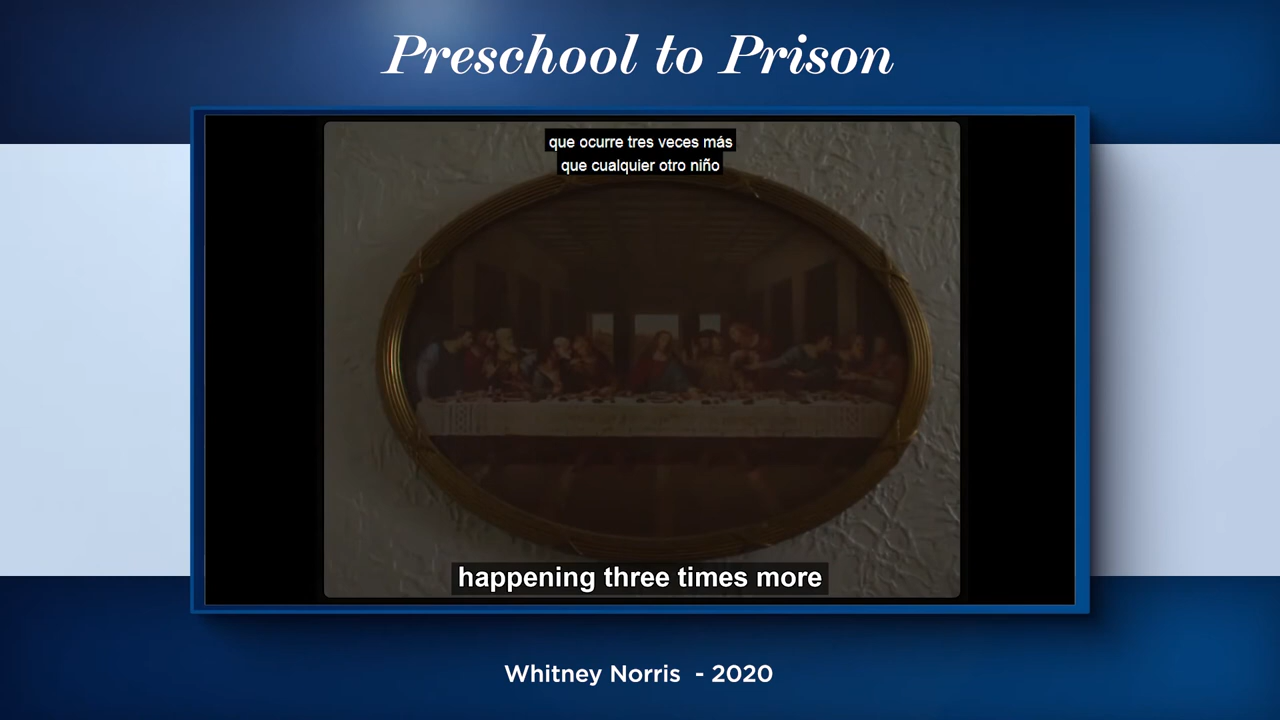 Preschool to Prison
que ocurre tres veces más
que cualquier otro niño
happening three times more
Whitney Norris - 2020